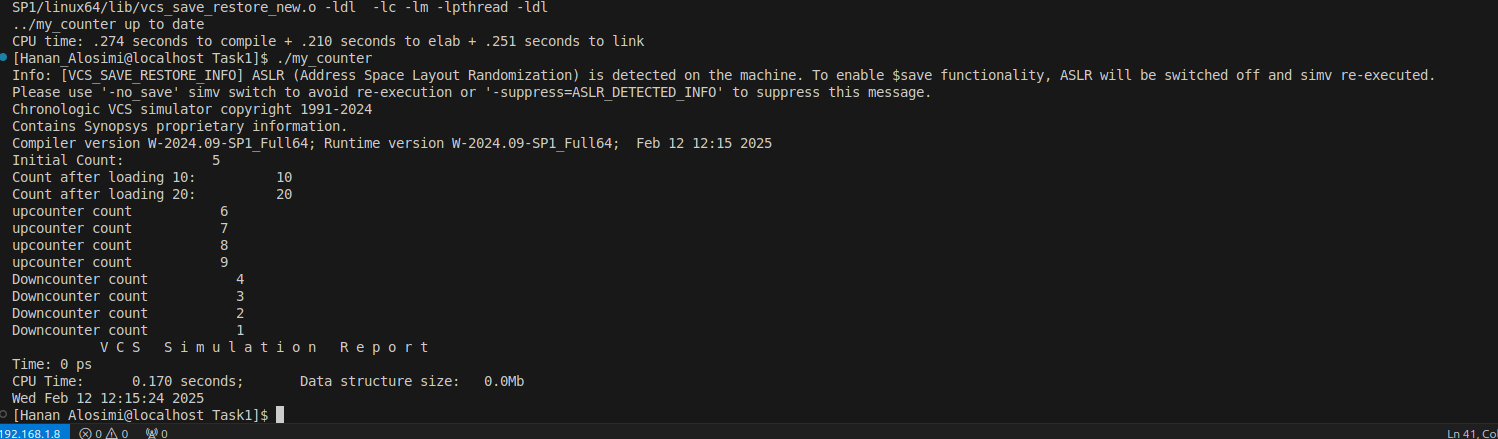 SP1/linux64/lib/vcs_save_restore_new.o -ldl  -lc -lm -lpthread -ldl
../my_counter up to date
CPU time: .274 seconds to compile + .210 seconds to elab + .251 seconds to link
[Hanan_Alosimi@localhost Task1]$ ./my_counter
Info: [VCS_SAVE_RESTORE_INFO] ASLR (Address Space Layout Randomization) is detected on the machine. To enable $save functionality, ASLR will be switched off and simv re-executed.
Please use '-no_save' simv switch to avoid re-execution or '-suppress=ASLR_DETECTED_INFO' to suppress this message.
Chronologic VCS simulator copyright 1991-2024
Contains Synopsys proprietary information.
Compiler version W-2024.09-SP1_Full64; Runtime version W-2024.09-SP1_Full64;  Feb 12 12:15 2025
Initial Count:           5
Count after loading 10:          10
Count after loading 20:          20
upcounter count           6
upcounter count           7
upcounter count           8
upcounter count           9
Downcounter count           4
Downcounter count           3
Downcounter count           2
Downcounter count           1
           V C S   S i m u l a t i o n   R e p o r t
Time: 0 ps
CPU Time:      0.170 seconds;       Data structure size:   0.0Mb
Wed Feb 12 12:15:24 2025
[Hanan_Alosimi@localhost Task1]$
192.168.1.8 0 0 0 Ln 41, Col